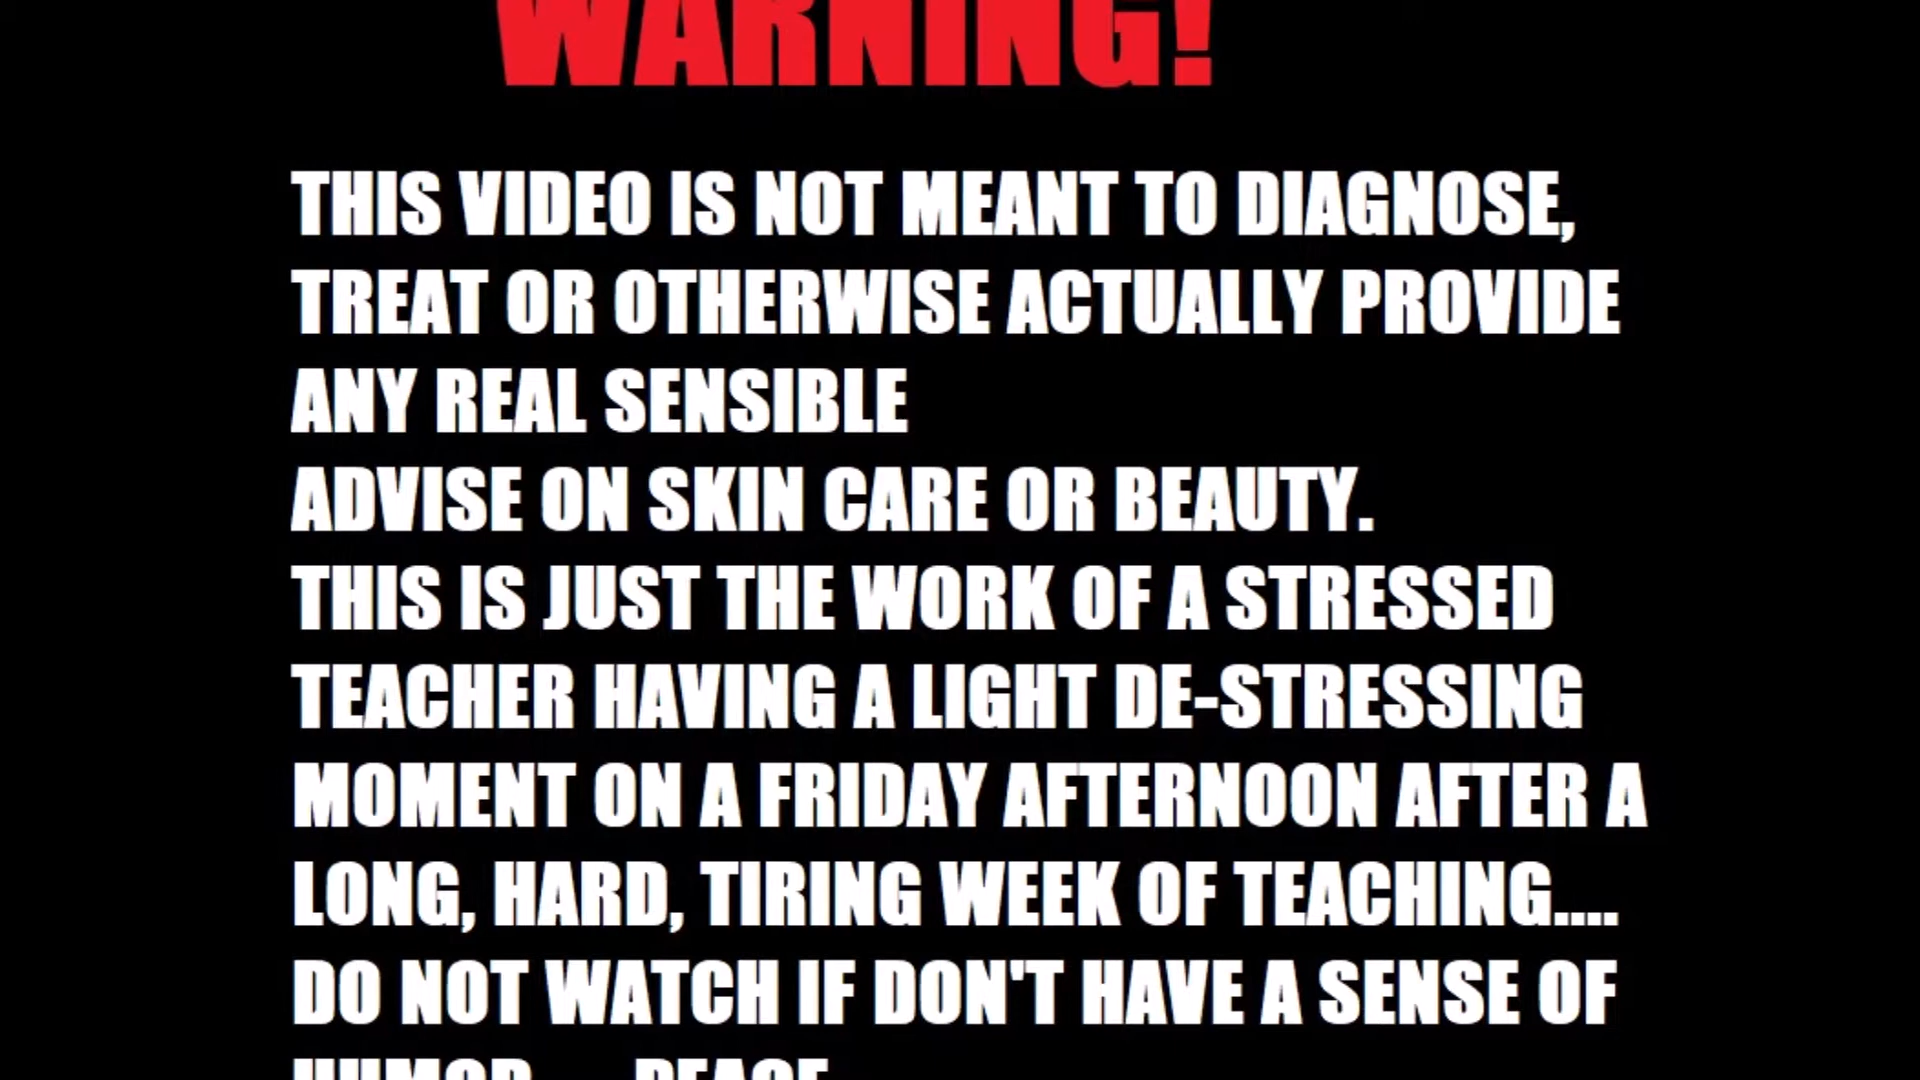 WARNING!
THIS VIDEO IS NOT MEANT TO DIAGNOSE,
TREAT OR OTHERWISE ACTUALLY PROVIDE
ANY REAL SENSIBLE
ADVISE ON SKIN CARE OR BEAUTY.
THIS IS JUST THE WORK OF A STRESSED
TEACHER HAVING A LIGHT DE-STRESSING
MOMENT ON A FRIDAY AFTERNOON AFTER A
LONG, HARD, TIRING WEEK OF TEACHING....
DO NOT WATCH IF DON'T HAVE A SENSE OF
HUMOR PEACE